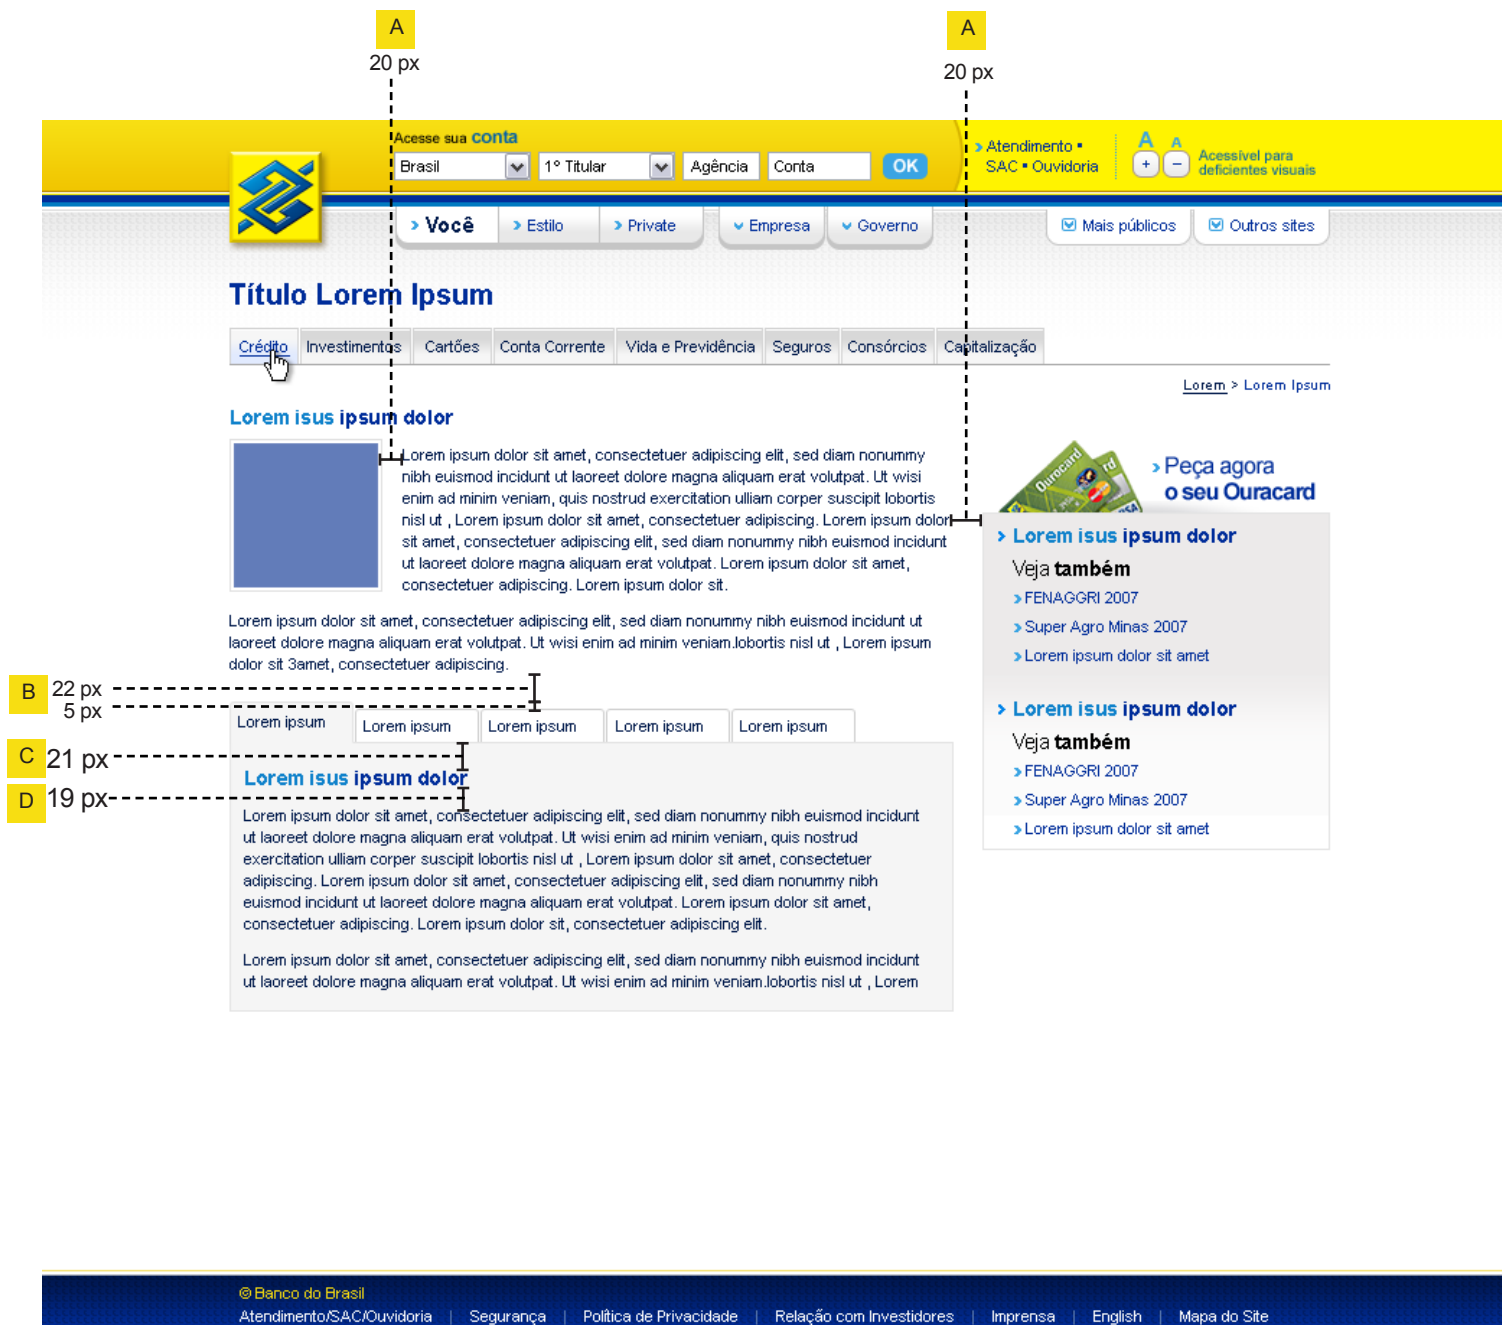 A
A
20 px
20 px
Acesse sua conta
Brasil
1º Titular
Agência
Conta
OK
Atendimento ▪
SAC ▪ Ouvidoria
A A
+ −
Acessível para
deficientes visuais
Você
Estilo
Private
Empresa
Governo
Mais públicos
Outros sites
Título Lorem Ipsum
Crédito
Investimentos
Cartões
Conta Corrente
Vida e Previdência
Seguros
Consórcios
Capitalização
Lorem > Lorem Ipsum
Lorem isus ipsum dolor
Lorem ipsum dolor sit amet, consectetuer adipiscing elit, sed diam nonummy
nibh euismod incidunt ut laoreet dolore magna aliquam erat volutpat. Ut wisi
enim ad minim veniam, quis nostrud exercitation ulliam corper suscipit lobortis
nisl ut , Lorem ipsum dolor sit amet, consectetuer adipiscing. Lorem ipsum dolor
sit amet, consectetuer adipiscing elit, sed diam nonummy nibh euismod incidunt
ut laoreet dolore magna aliquam erat volutpat. Lorem ipsum dolor sit amet,
consectetuer adipiscing. Lorem ipsum dolor sit.
Lorem ipsum dolor sit amet, consectetuer adipiscing elit, sed diam nonummy nibh euismod incidunt ut
laoreet dolore magna aliquam erat volutpat. Ut wisi enim ad minim veniam.lobortis nisl ut , Lorem ipsum
dolor sit 3amet, consectetuer adipiscing.
Ourocard
Peça agora
o seu Ouracard
Lorem isus ipsum dolor
Veja também
FENAGGRI 2007
Super Agro Minas 2007
Lorem ipsum dolor sit amet
Lorem isus ipsum dolor
Veja também
FENAGGRI 2007
Super Agro Minas 2007
Lorem ipsum dolor sit amet
B 22 px
5 px
Lorem ipsum
Lorem ipsum
Lorem ipsum
Lorem ipsum
Lorem ipsum
C 21 px
Lorem isus ipsum dolor
D 19 px
Lorem ipsum dolor sit amet, consectetuer adipiscing elit, sed diam nonummy nibh euismod incidunt
ut laoreet dolore magna aliquam erat volutpat. Ut wisi enim ad minim veniam, quis nostrud
exercitation ulliam corper suscipit lobortis nisl ut , Lorem ipsum dolor sit amet, consectetuer
adipiscing. Lorem ipsum dolor sit amet, consectetuer adipiscing elit, sed diam nonummy nibh
euismod incidunt ut laoreet dolore magna aliquam erat volutpat. Lorem ipsum dolor sit amet,
consectetuer adipiscing. Lorem ipsum dolor sit, consectetuer adipiscing elit.
Lorem ipsum dolor sit amet, consectetuer adipiscing elit, sed diam nonummy nibh euismod incidunt
ut laoreet dolore magna aliquam erat volutpat. Ut wisi enim ad minim veniam.lobortis nisl ut , Lorem
© Banco do Brasil
Atendimento/SAC/Ouvidoria | Segurança | Política de Privacidade | Relação com Investidores | Imprensa | English | Mapa do Site